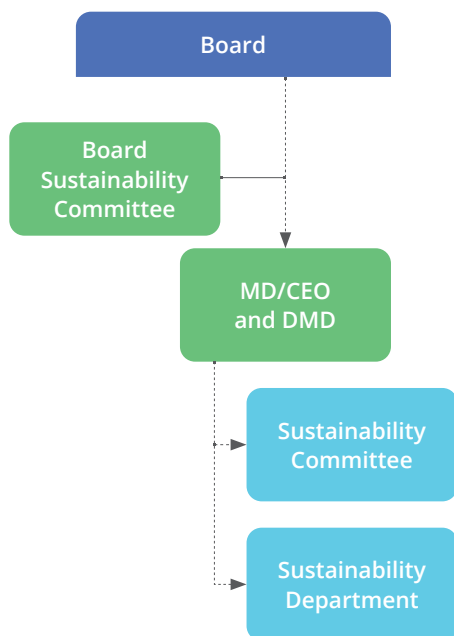 Board
Board
Sustainability
Committee
MD/CEO
and DMD
Sustainability
Committee
Sustainability
Department